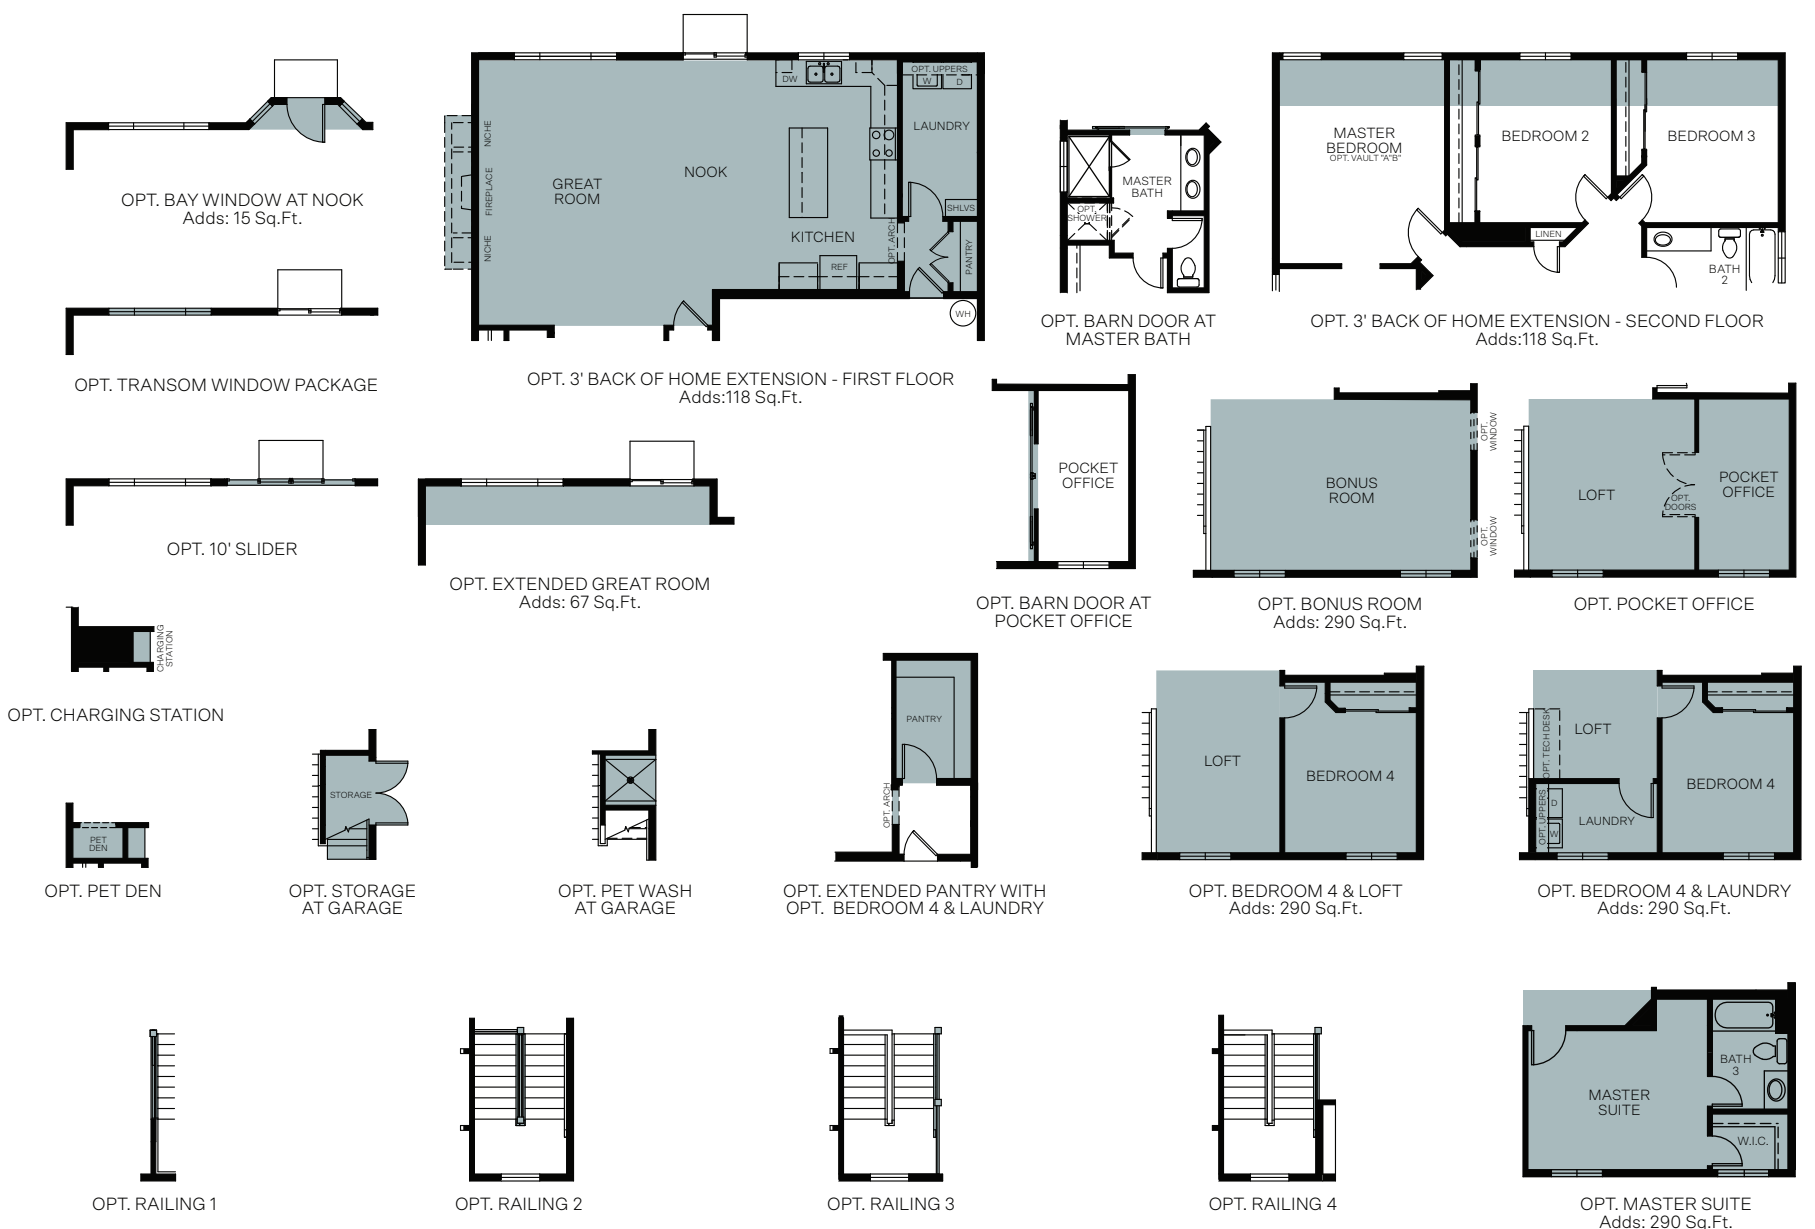 OPT. BAY WINDOW AT NOOK
Adds: 15 Sq.Ft.
OPT. TRANSOM WINDOW PACKAGE
OPT. 10' SLIDER
NICHE
FIREPLACE
NICHE
GREAT
ROOM
NOOK
KITCHEN
DW
REF
OPT. ARCH
OPT. UPPERS
W
D
LAUNDRY
SHLVS
PANTRY
WH
OPT. 3' BACK OF HOME EXTENSION - FIRST FLOOR
Adds:118 Sq.Ft.
MASTER
BATH
OPT.
SHOWER
OPT. BARN DOOR AT
MASTER BATH
MASTER
BEDROOM
OPT. VAULT "A"B"
BEDROOM 2
BEDROOM 3
LINEN
BATH
2
OPT. 3' BACK OF HOME EXTENSION - SECOND FLOOR
Adds:118 Sq.Ft.
OPT. EXTENDED GREAT ROOM
Adds: 67 Sq.Ft.
POCKET
OFFICE
OPT. BARN DOOR AT
POCKET OFFICE
BONUS
ROOM
OPT.
WINDOW
OPT.
WINDOW
OPT. BONUS ROOM
Adds: 290 Sq.Ft.
LOFT
OPT.
DOORS
POCKET
OFFICE
OPT. POCKET OFFICE
CHARGING
STATION
OPT. CHARGING STATION
PET
DEN
OPT. PET DEN
STORAGE
OPT. STORAGE
AT GARAGE
OPT. PET WASH
AT GARAGE
PANTRY
OPT. ARCH
OPT. EXTENDED PANTRY WITH
OPT. BEDROOM 4 & LAUNDRY
LOFT
BEDROOM 4
OPT. BEDROOM 4 & LOFT
Adds: 290 Sq.Ft.
LOFT
OPT. TECH DESK
OPT. UPPERS
D
W
LAUNDRY
BEDROOM 4
OPT. BEDROOM 4 & LAUNDRY
Adds: 290 Sq.Ft.
OPT. RAILING 1
OPT. RAILING 2
OPT. RAILING 3
OPT. RAILING 4
MASTER
SUITE
BATH
3
W.I.C.
OPT. MASTER SUITE
Adds: 290 Sq.Ft.